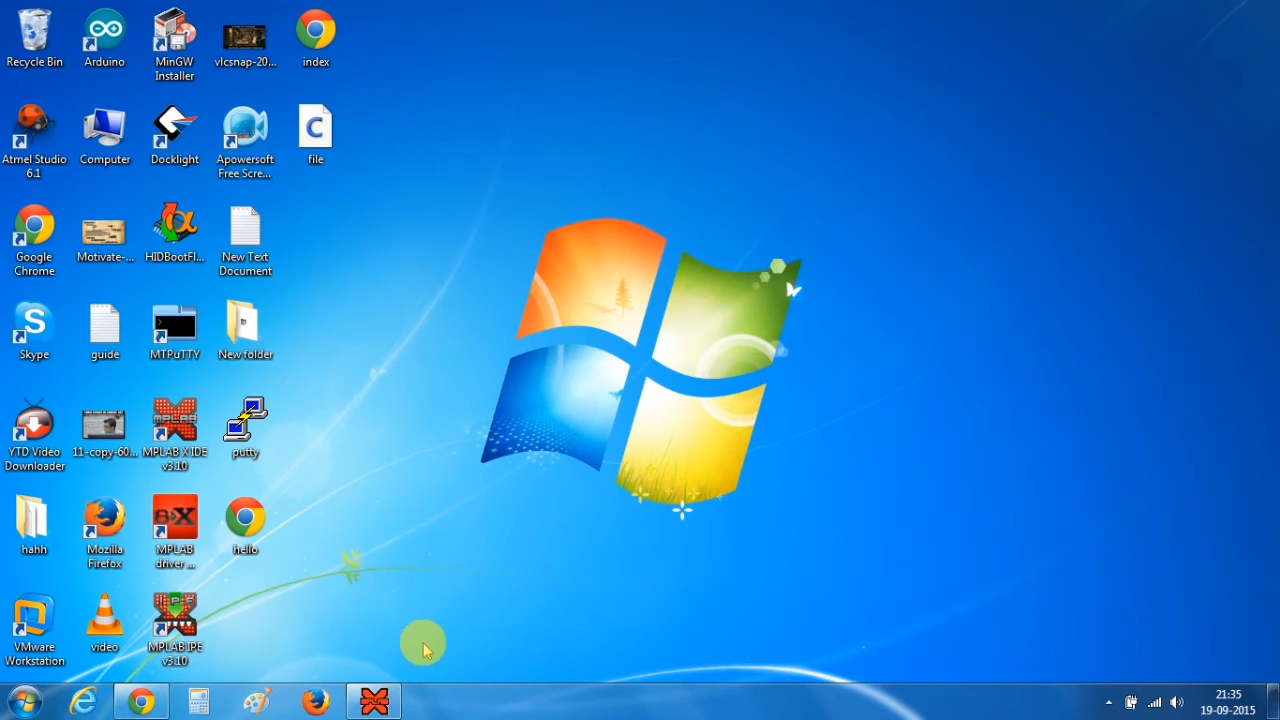 Recycle Bin
Arduino
MinGW
Installer
vlcsnap-20...
index
Atmel Studio
6.1
Computer
Docklight
Apowersoft
Free Scre...
C
file
Google
Chrome
Motivate-...
HIDBootFl...
New Text
Document
S
Skype
guide
MTPuTTY
New folder
YTD Video
Downloader
11-copy-60...
MPLAB
MPLAB X IDE
v3.10
putty
hahh
Mozilla
Firefox
MPLAB
driver ...
hello
VMware
Workstation
video
MPLAB IPE
v3.10
MPLAB
21:35
19-09-2015